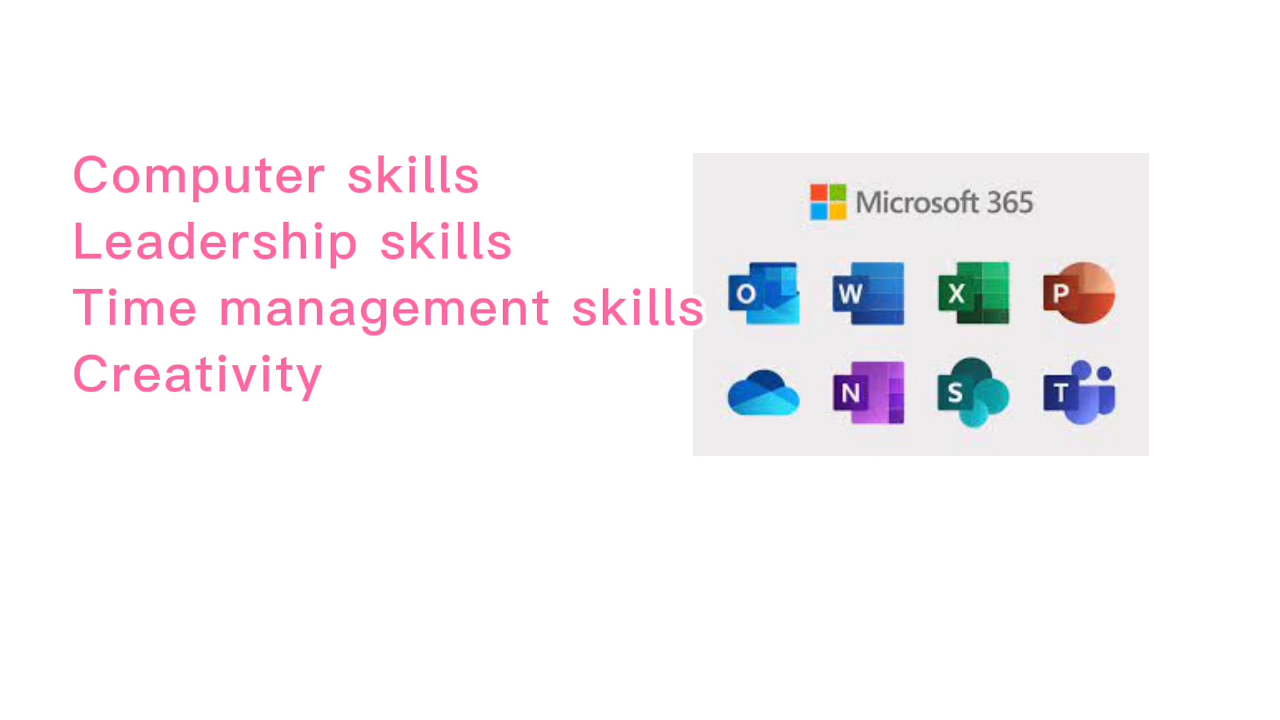 Computer skills
Leadership skills
Time management skills
Creativity
Microsoft 365
O W X P
N S T